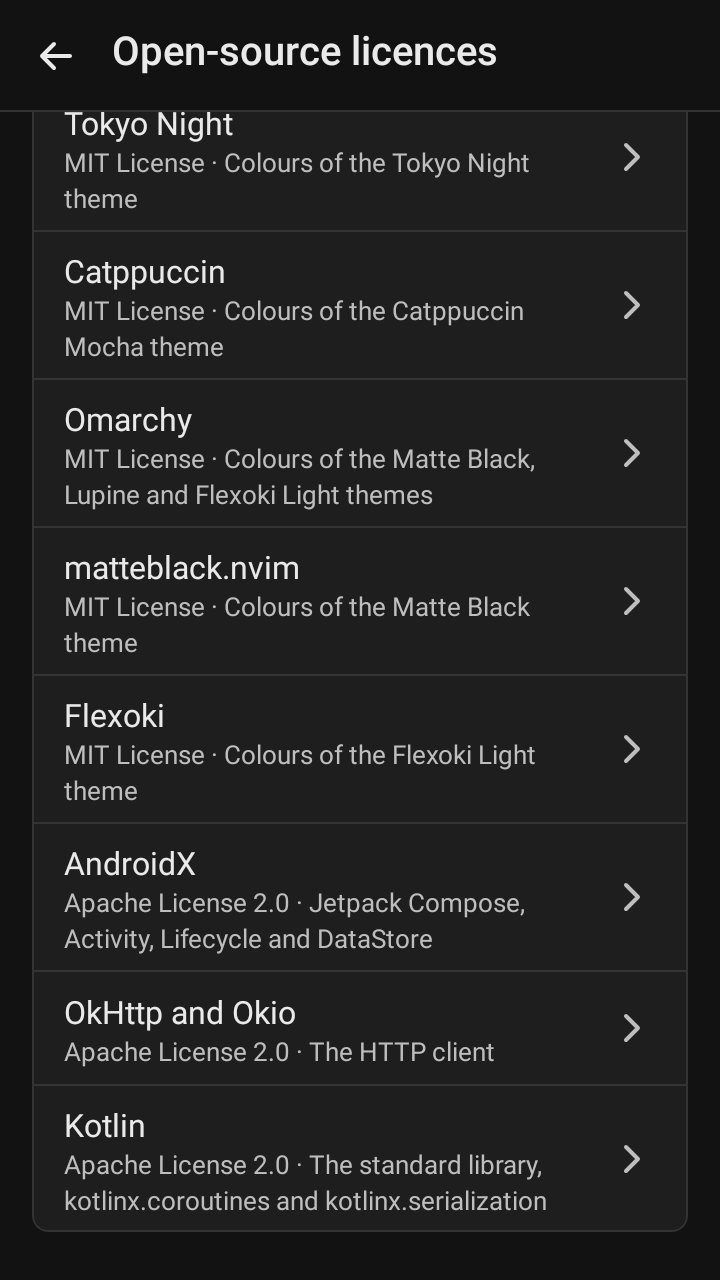 Open-source licences
Tokyo Night
MIT License · Colours of the Tokyo Night
theme
Catppuccin
MIT License · Colours of the Catppuccin
Mocha theme
Omarchy
MIT License · Colours of the Matte Black,
Lupine and Flexoki Light themes
matteblack.nvim
MIT License · Colours of the Matte Black
theme
Flexoki
MIT License · Colours of the Flexoki Light
theme
AndroidX
Apache License 2.0 · Jetpack Compose,
Activity, Lifecycle and DataStore
OkHttp and Okio
Apache License 2.0 · The HTTP client
Kotlin
Apache License 2.0 · The standard library,
kotlinx.coroutines and kotlinx.serialization